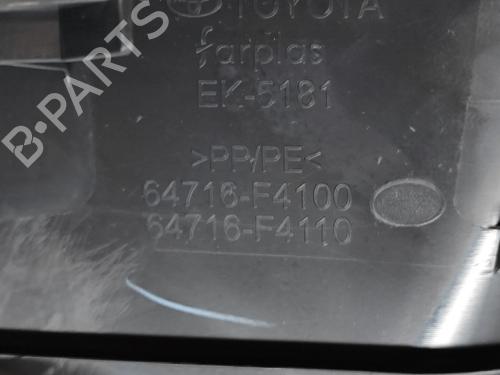 TOYOTA
farplas
EK-5181
>PP/PE<
64716-F4100
64716-F4110
B-PARTS